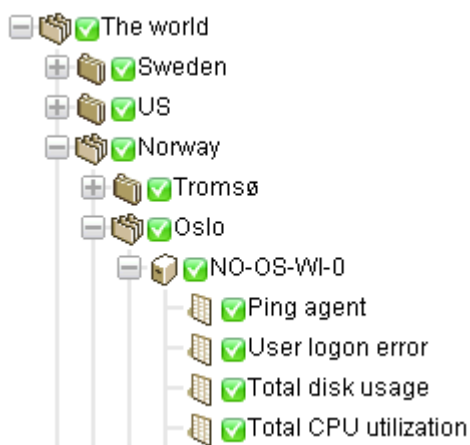 The world
Sweden
US
Norway
Tromsø
Oslo
NO-OS-WI-0
Ping agent
User logon error
Total disk usage
Total CPU utilization